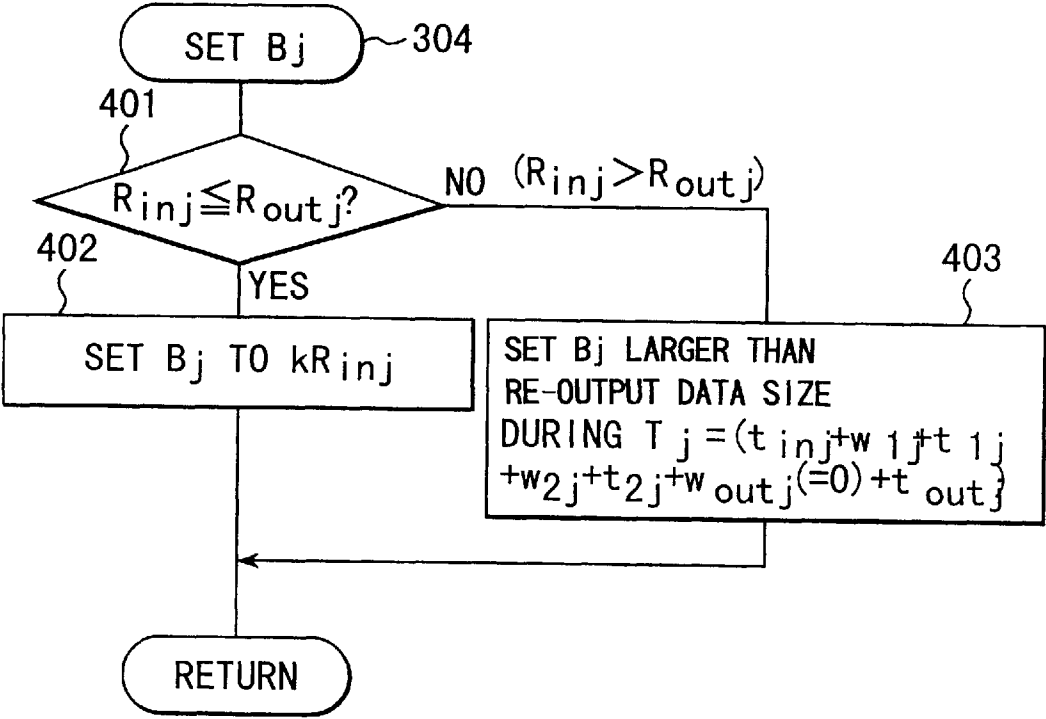 SET Bj
304
401
Rinj≦Routj?
NO (Rinj>Routj)
402
YES
403
SET Bj TO kRinj
SET Bj LARGER THAN
RE-OUTPUT DATA SIZE
DURING Tj=(tinj+w1j+t1j
+w2j+t2j+woutj(=0)+toutj)
RETURN